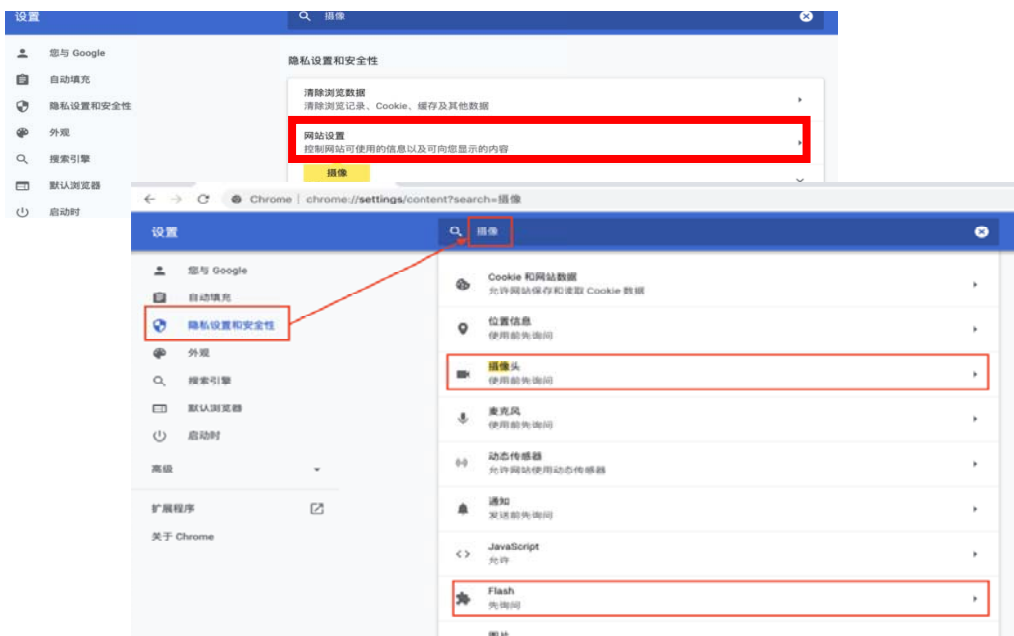 设置
摄像
您与 Google
自动填充
隐私设置和安全性
外观
搜索引擎
默认浏览器
启动时
隐私设置和安全性
清除浏览数据
清除浏览记录、Cookie、缓存及其他数据
网站设置
控制网站可使用的信息以及可向您显示的内容
摄像
Chrome | chrome://settings/content?search=摄像
设置
摄像
您与 Google
自动填充
隐私设置和安全性
外观
搜索引擎
默认浏览器
启动时
高级
扩展程序
关于 Chrome
Cookie 和网站数据
允许网站保存和读取 Cookie 数据
位置信息
使用前先询问
摄像头
使用前先询问
麦克风
使用前先询问
动态传感器
允许网站使用动态传感器
通知
发送前先询问
JavaScript
允许
Flash
先询问
图片